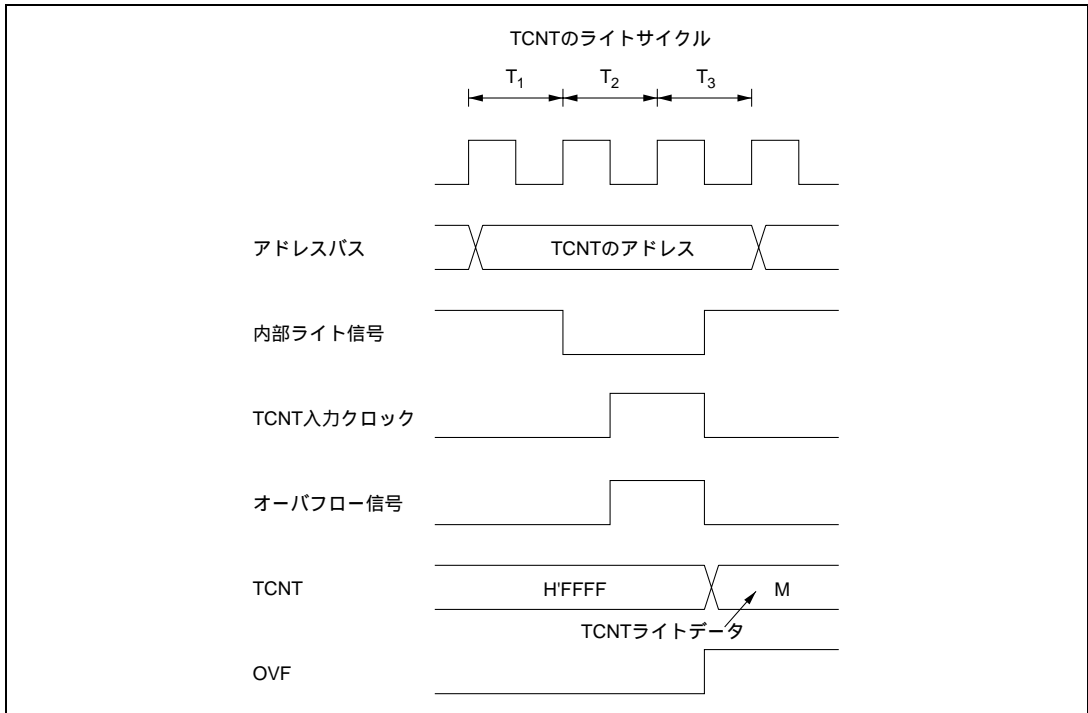 TCNTのライトサイクル
T1 T2 T3
アドレスバス TCNTのアドレス
内部ライト信号
TCNT入力クロック
オーバフロー信号
TCNT H'FFFF M
TCNTライトデータ
OVF